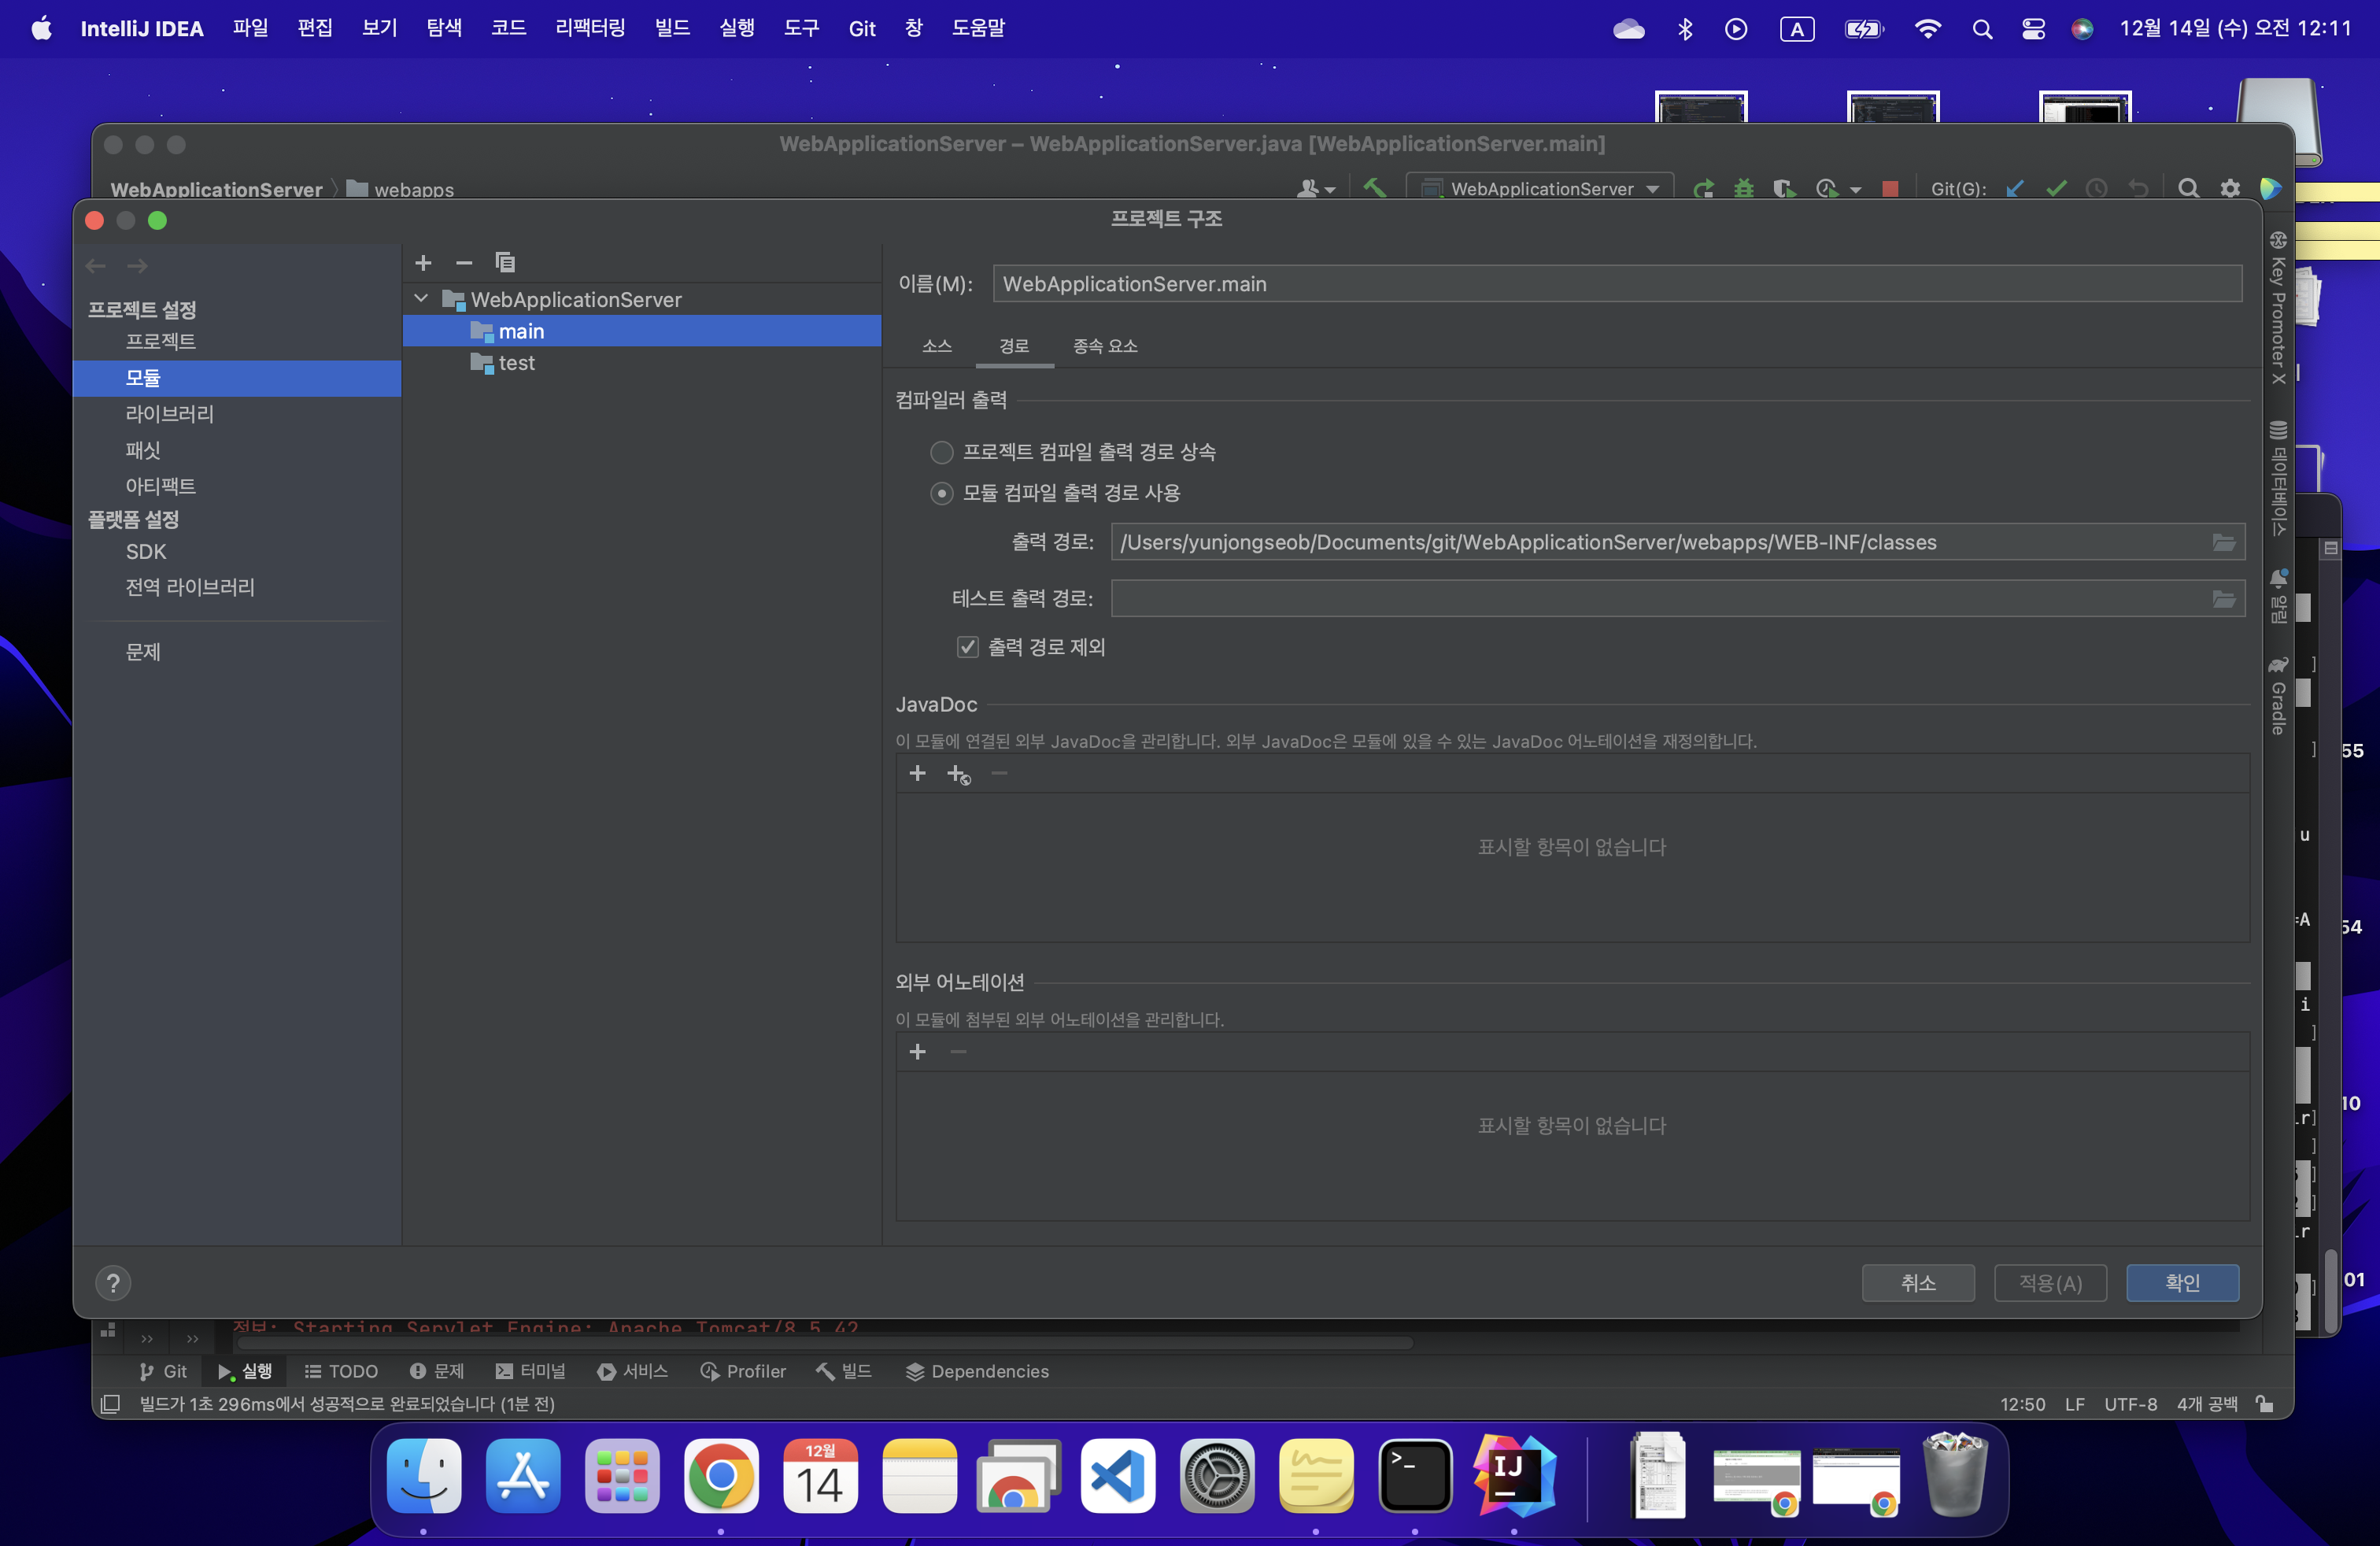 IntelliJ IDEA 파일 편집 보기 탐색 코드 리팩터링 빌드 실행 도구 Git 창 도움말
A 12월 14일 (수) 오전 12:11
WebApplicationServer – WebApplicationServer.java [WebApplicationServer.main]
WebApplicationServer webapps
WebApplicationServer Git(G):
프로젝트 구조
프로젝트 설정
프로젝트
모듈
라이브러리
패싯
아티팩트
플랫폼 설정
SDK
전역 라이브러리
문제
WebApplicationServer
main
test
이름(M): WebApplicationServer.main
소스 경로 종속 요소
컴파일러 출력
프로젝트 컴파일 출력 경로 상속
모듈 컴파일 출력 경로 사용
출력 경로: /Users/yunjongseob/Documents/git/WebApplicationServer/webapps/WEB-INF/classes
테스트 출력 경로:
출력 경로 제외
JavaDoc
이 모듈에 연결된 외부 JavaDoc을 관리합니다. 외부 JavaDoc은 모듈에 있을 수 있는 JavaDoc 어노테이션을 재정의합니다.
표시할 항목이 없습니다
외부 어노테이션
이 모듈에 첨부된 외부 어노테이션을 관리합니다.
표시할 항목이 없습니다
?
취소 적용(A) 확인
Key Promoter X
데이터베이스
알림
Gradle
55
u
=A
54
i
]
10
.r]
]
]
]
.r
01
정보: Starting Servlet Engine: Apache Tomcat/8.5.42
Git 실행 TODO 문제 터미널 서비스 Profiler 빌드 Dependencies
빌드가 1초 296ms에서 성공적으로 완료되었습니다 (1분 전)
12:50 LF UTF-8 4개 공백
12월
14
>_
IJ